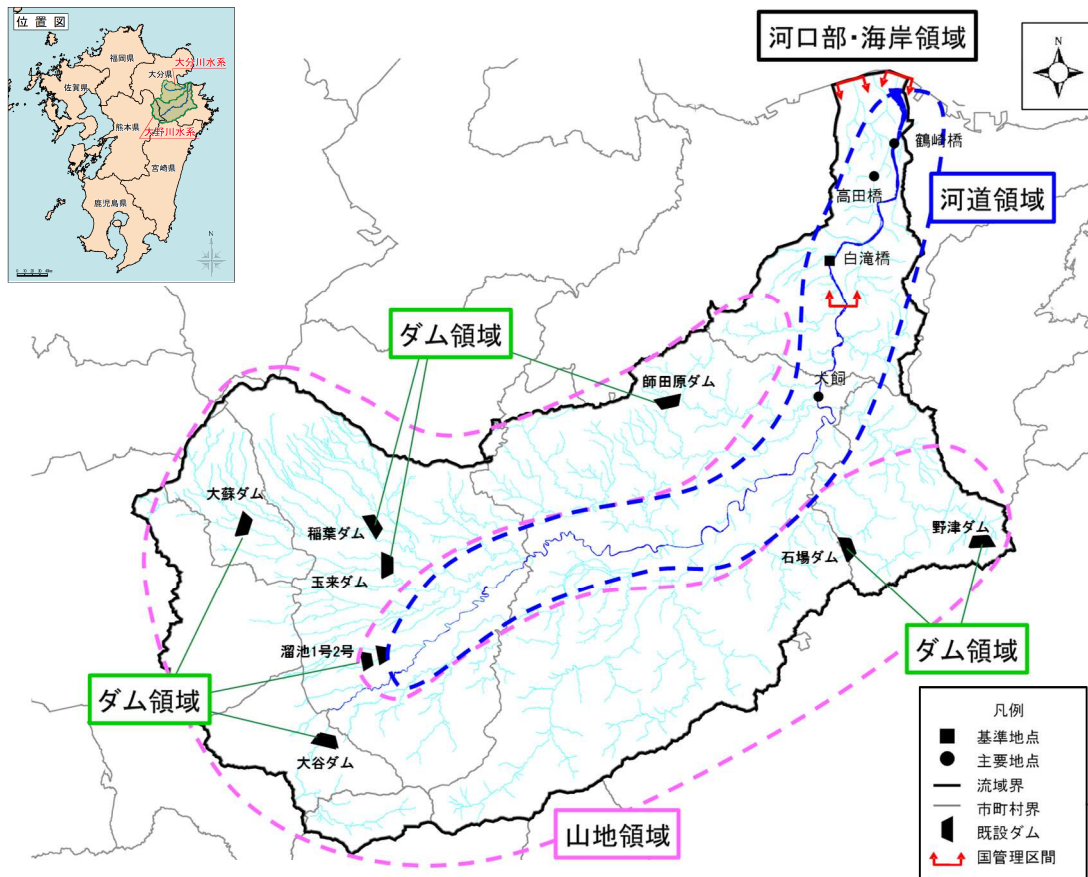 位置図
福岡県
大分川水系
大分県
佐賀県
熊本県
大野川水系
宮崎県
鹿児島県
N
河口部・海岸領域
N
鶴崎橋
高田橋
河道領域
白滝橋
ダム領域
師田原ダム
犬飼
大蘇ダム
稲葉ダム
玉来ダム
野津ダム
石場ダム
溜池1号2号
ダム領域
ダム領域
大谷ダム
山地領域
凡例
基準地点
主要地点
流域界
市町村界
既設ダム
国管理区間